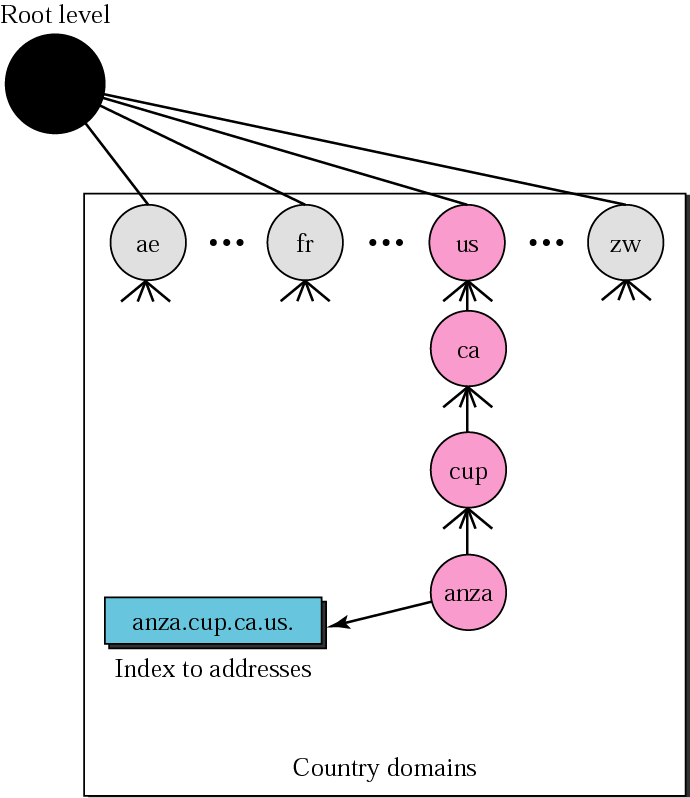 Root level
ae ••• fr ••• us ••• zw
ca
cup
anza
anza.cup.ca.us.
Index to addresses
Country domains